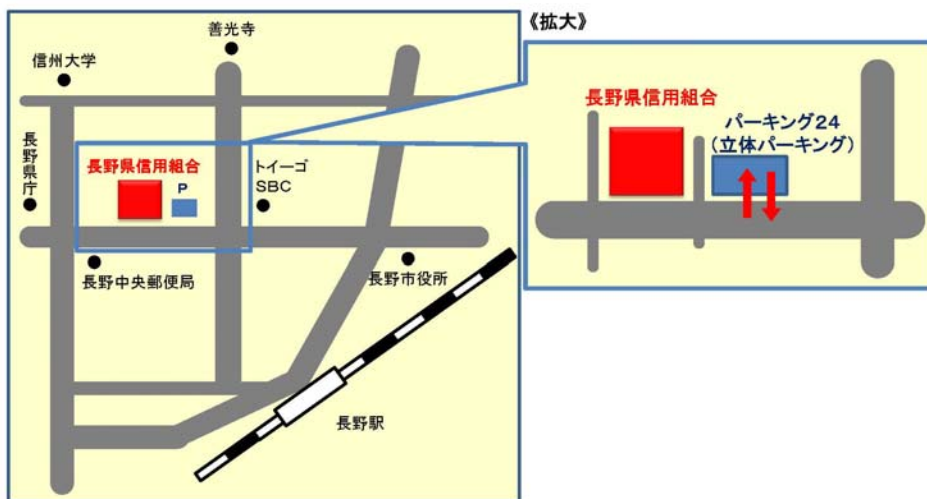 善光寺
信州大学
長野県庁
長野県信用組合
P
トイーゴ
SBC
長野中央郵便局
長野市役所
長野駅
《拡大》
長野県信用組合
パーキング24
(立体パーキング)